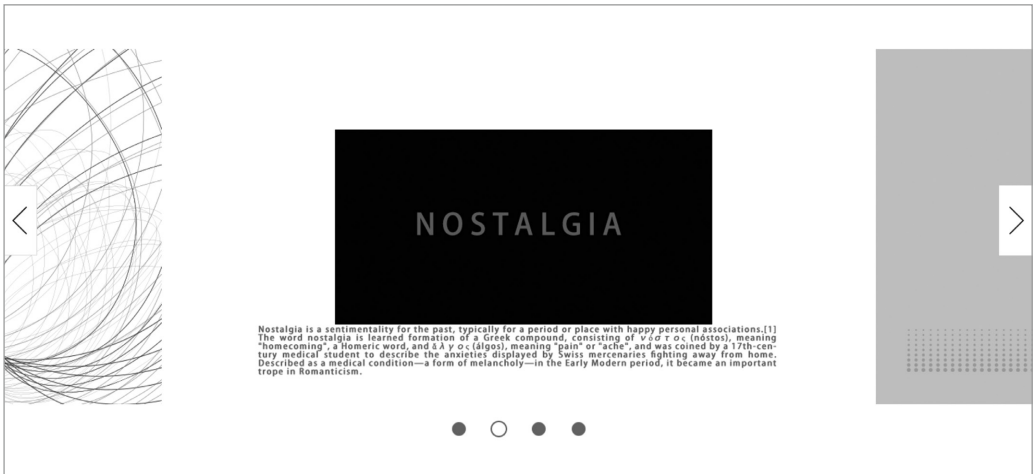 NOSTALGIA
Nostalgia is a sentimentality for the past, typically for a period or place with happy personal associations.[1]
The word nostalgia is learned formation of a Greek compound, consisting of νόστος (nóstos), meaning
"homecoming", a Homeric word, and ἄλγος (álgos), meaning "pain" or "ache", and was coined by a 17th-cen-
tury medical student to describe the anxieties displayed by Swiss mercenaries fighting away from home.
Described as a medical condition—a form of melancholy—in the Early Modern period, it became an important
trope in Romanticism.